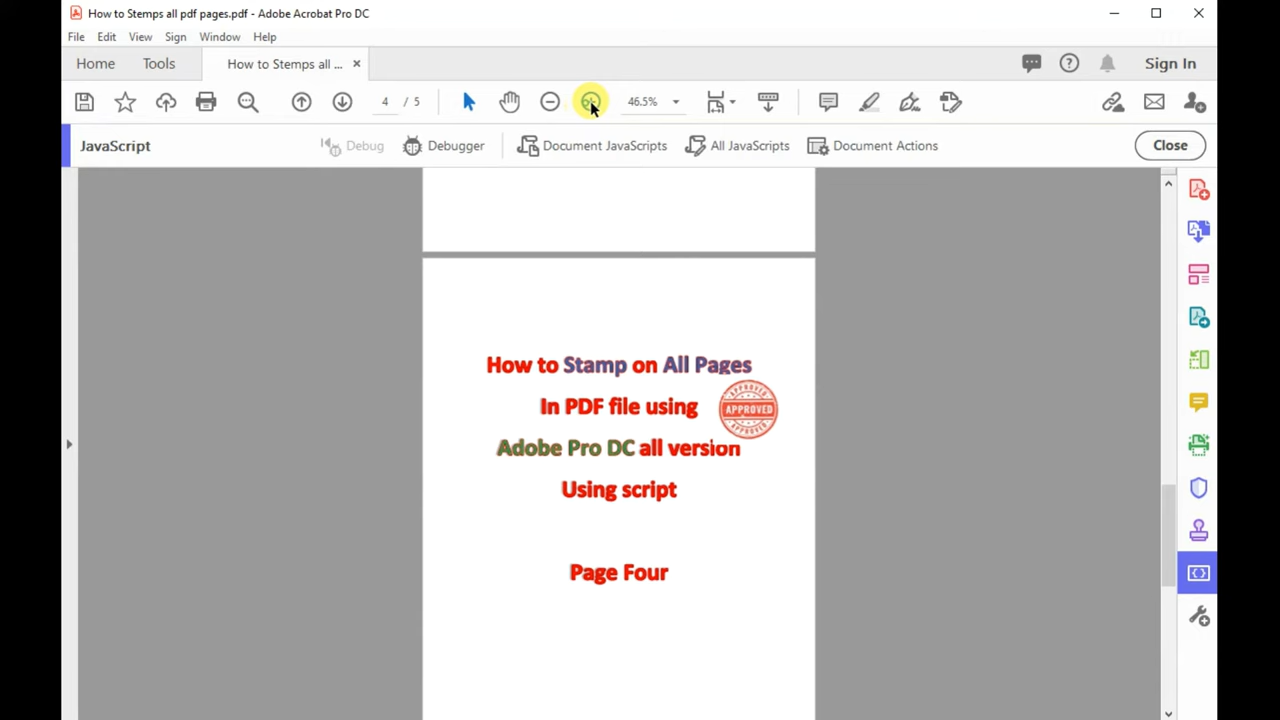 How to Stemps all pdf pages.pdf - Adobe Acrobat Pro DC
File Edit View Sign Window Help
Home Tools How to Stemps all ... Sign In
4 / 5 46.5%
JavaScript Debug Debugger Document JavaScripts All JavaScripts Document Actions Close
How to Stamp on All Pages
In PDF file using
APPROVED
APPROVED
APPROVED
Adobe Pro DC all version
Using script
Page Four